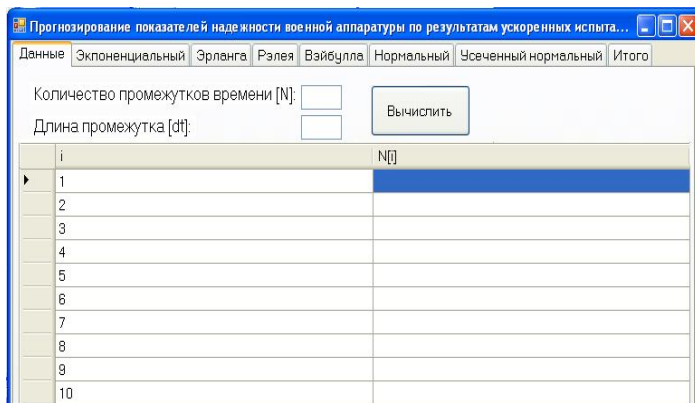 Прогнозирование показателей надежности военной аппаратуры по результатам ускоренных испыта...
Данные Экпоненциальный Эрланга Рэлея Вэйбулла Нормальный Усеченный нормальный Итого
Количество промежутков времени [N]:
Вычислить
Длина промежутка [dt]:
i N[i]
1
2
3
4
5
6
7
8
9
10